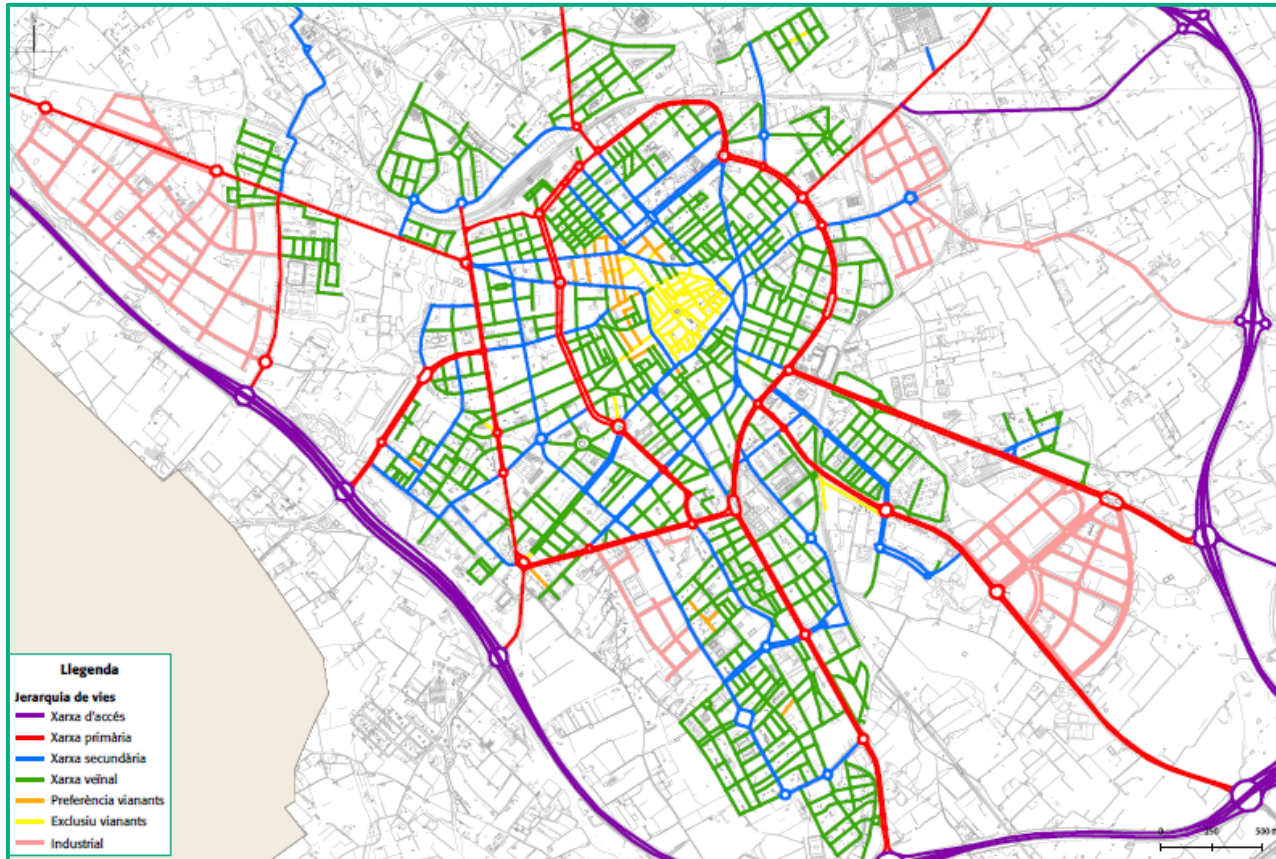 Llegenda
Jerarquia de vies
Xarxa d'accés
Xarxa primària
Xarxa secundària
Xarxa veïnal
Preferència vianants
Exclusiu vianants
Industrial
0 250 500 m